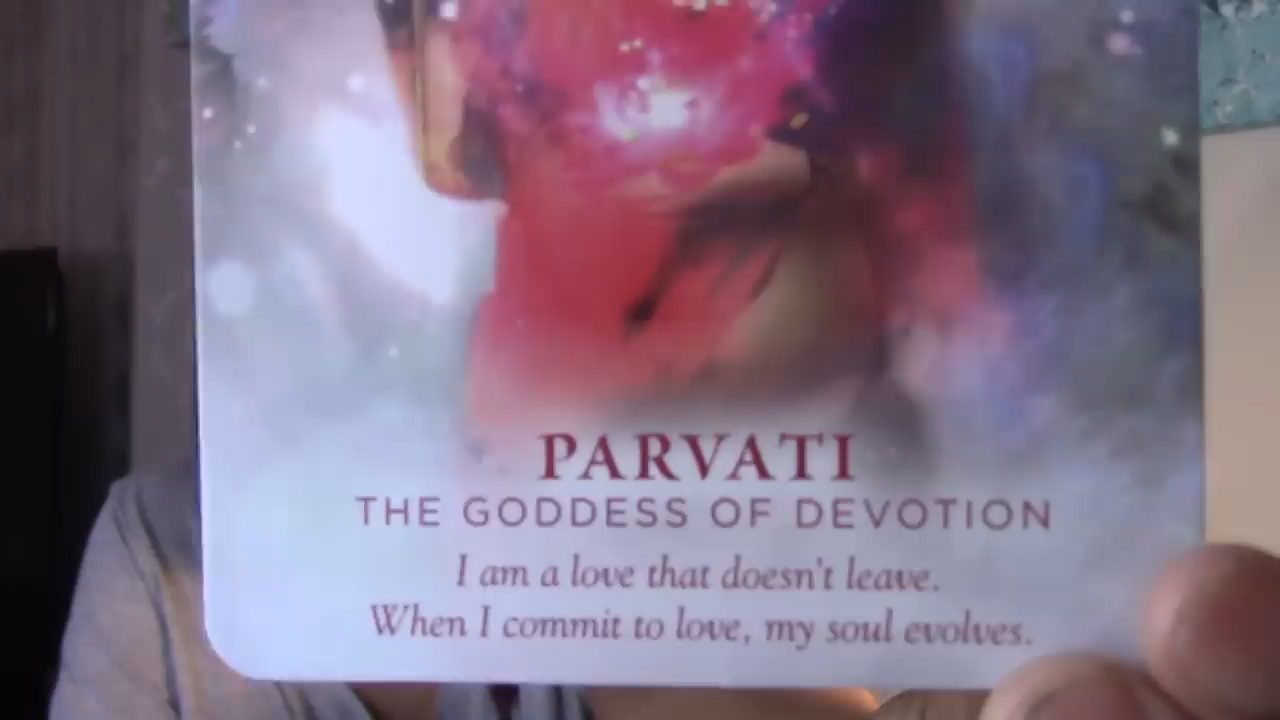 PARVATI
THE GODDESS OF DEVOTION
I am a love that doesn't leave.
When I commit to love, my soul evolves.